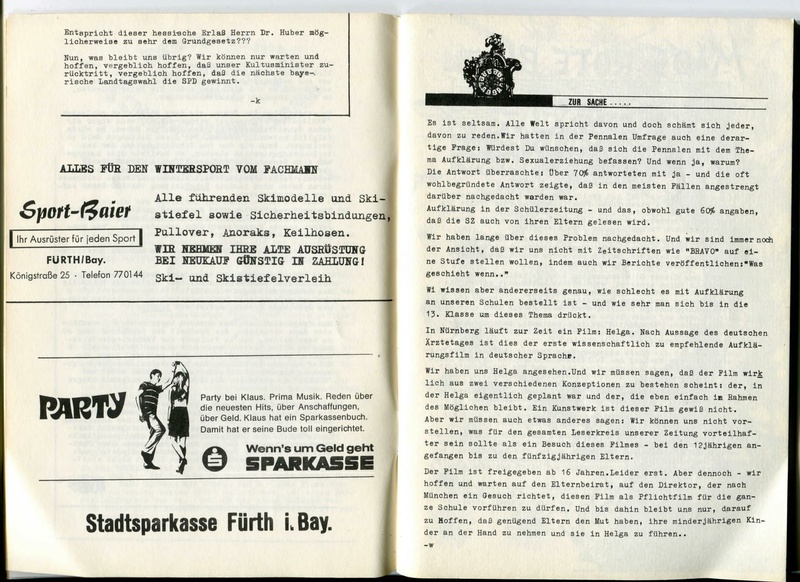 Entspricht dieser hessische Erlaß Herrn Dr. Huber mög-
licherweise zu sehr dem Grundgesetz???
Nun, was bleibt uns übrig? Wir können nur warten und
hoffen, vergeblich hoffen, daß unser Kultusminister zu-
rücktritt, vergeblich hoffen, daß die nächste baye-
rische Landtagswahl die SPD gewinnt.
-k
ALLES FÜR DEN WINTERSPORT VOM FACHMANN
Sport-Baier
Ihr Ausrüster für jeden Sport
FÜRTH/Bay.
Königstraße 25 · Telefon 770144
Alle führenden Skimodelle und Ski-
stiefel sowie Sicherheitsbindungen,
Pullover, Anoraks, Keilhosen.
WIR NEHMEN IHRE ALTE AUSRÜSTUNG
BEI NEUKAUF GÜNSTIG IN ZAHLUNG!
Ski- und Skistiefelverleih
PARTY
Party bei Klaus. Prima Musik. Reden über
die neuesten Hits, über Anschaffungen,
über Geld. Klaus hat ein Sparkassenbuch.
Damit hat er seine Bude toll eingerichtet.
Wenn's um Geld geht
SPARKASSE
Stadtsparkasse Fürth i. Bay.
ZUR SACHE .....
Es ist seltsam. Alle Welt spricht davon und doch schämt sich jeder,
davon zu reden.Wir hatten in der Pennalen Umfrage auch eine derar-
tige Frage: Würdest Du wünschen, daß sich die Pennalen mit dem The-
ma Aufklärung bzw. Sexualerziehung befassen? Und wenn ja, warum?
Die Antwort überraschte: Über 70% antworteten mit ja - und die oft
wohlbegründete Antwort zeigte, daß in den meisten Fällen angestrengt
darüber nachgedacht worden war.
Aufklärung in der Schülerzeitung - und das, obwohl gute 60% angaben,
daß die SZ auch von ihren Eltern gelesen wird.
Wir haben lange über dieses Problem nachgedacht. Und wir sind immer noch
der Ansicht, daß wir uns nicht mit Zeitschriften wie "BRAVO" auf ei-
ne Stufe stellen wollen, indem auch wir Berichte veröffentlichen:"Was
geschieht wenn.."
Wi wissen aber andererseits genau, wie schlecht es mit Aufklärung
an unseren Schulen bestellt ist - und wie sehr man sich bis in die
13. Klasse um dieses Thema drückt.
In Nürnberg läuft zur Zeit ein Film: Helga. Nach Aussage des deutschen
Ärztetages ist dies der erste wissenschaftlich zu empfehlende Aufklä-
rungsfilm in deutscher Sprache.
Wir haben uns Helga angesehen.Und wir müssen sagen, daß der Film wirk
lich aus zwei verschiedenen Konzeptionen zu bestehen scheint: der, in
der Helga eigentlich geplant war und der, die eben einfach im Rahmen
des Möglichen bleibt. Ein Kunstwerk ist dieser Film gewiß nicht.
Aber wir müssen auch etwas anderes sagen: Wir können uns nicht vor-
stellen, was für den gesamten Leserkreis unserer Zeitung vorteilhaf-
ter sein sollte als ein Besuch dieses Filmes - bei den 12jährigen an-
gefangen bis zu den fünfzigjährigen Eltern.
Der Film ist freigegeben ab 16 Jahren.Leider erst. Aber dennoch - wir
hoffen und warten auf den Elternbeirat, auf den Direktor, der nach
München ein Gesuch richtet, diesen Film als Pflichtfilm für die gan-
ze Schule vorführen zu dürfen. Und bis dahin bleibt uns nur, darauf
zu Hoffen, daß genügend Eltern den Mut haben, ihre minderjährigen Kin-
der an der Hand zu nehmen und sie in Helga zu führen..
-w